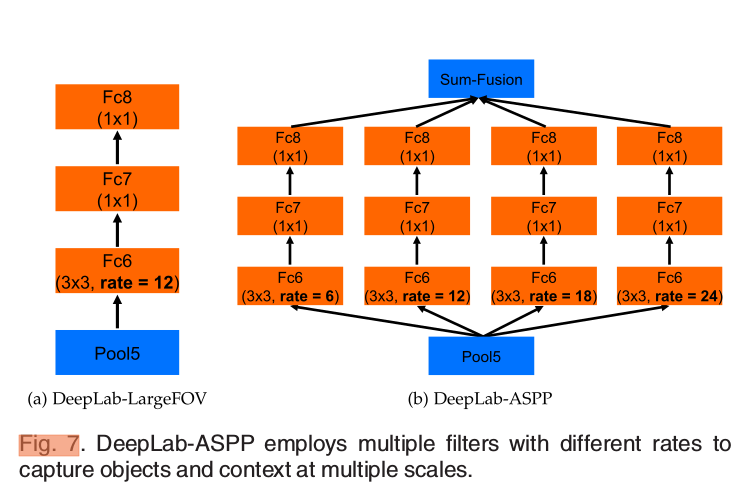 Fc8
(1x1)
Fc7
(1x1)
Fc6
(3x3, rate = 12)
Pool5
(a) DeepLab-LargeFOV
Sum-Fusion
Fc8
(1x1)
Fc8
(1x1)
Fc8
(1x1)
Fc8
(1x1)
Fc7
(1x1)
Fc7
(1x1)
Fc7
(1x1)
Fc7
(1x1)
Fc6
(3x3, rate = 6)
Fc6
(3x3, rate = 12)
Fc6
(3x3, rate = 18)
Fc6
(3x3, rate = 24)
Pool5
(b) DeepLab-ASPP
Fig. 7. DeepLab-ASPP employs multiple filters with different rates to
capture objects and context at multiple scales.